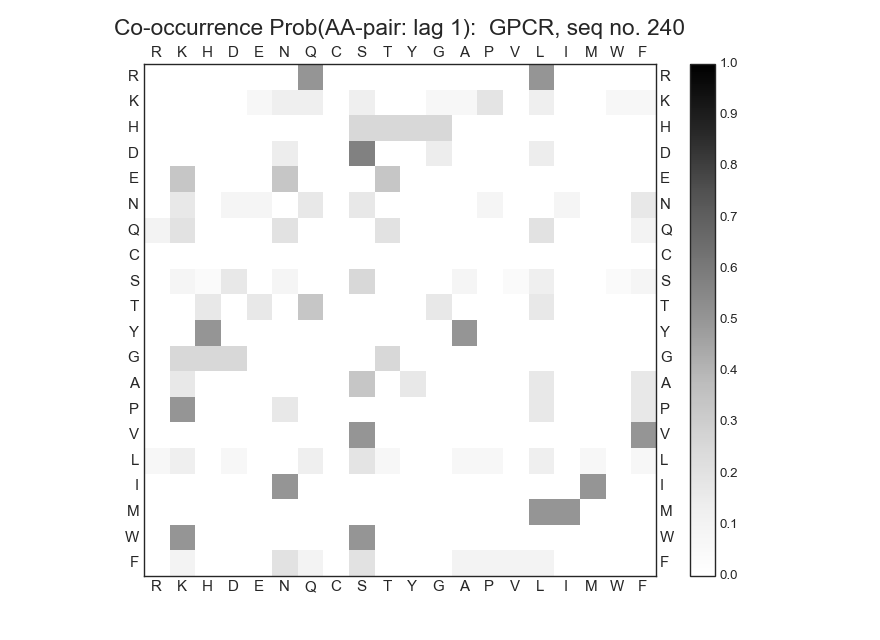 Co-occurrence Prob(AA-pair: lag 1):  GPCR, seq no. 240
R K H D E N Q C S T Y G A P V L I M W F
R R 1.0
K K 0.9
H H
D D 0.8
E E
N N 0.7
Q Q 0.6
C C
S S 0.5
T T
Y Y
G G 0.4
A A
P P 0.3
V V
L L 0.2
I I
M M 0.1
W W
F F 0.0
R K H D E N Q C S T Y G A P V L I M W F